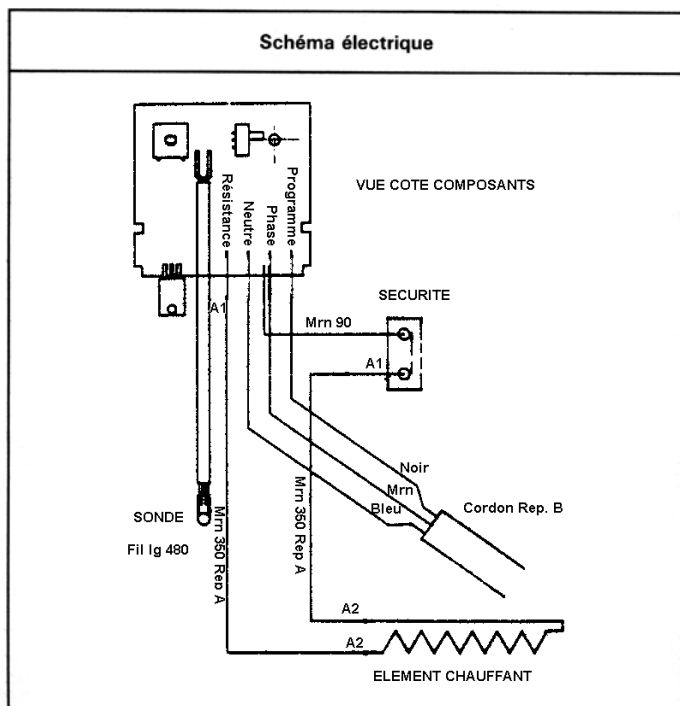 Schéma électrique
VUE COTE COMPOSANTS
Résistance
Neutre
Phase
Programme
SECURITE
A1
Mrn 90
A1
Noir
Mrn
Bleu
Cordon Rep. B
SONDE
Fil lg 480
Mrn 350 Rep A
Mrn 350 Rep A
A2
A2
ELEMENT CHAUFFANT